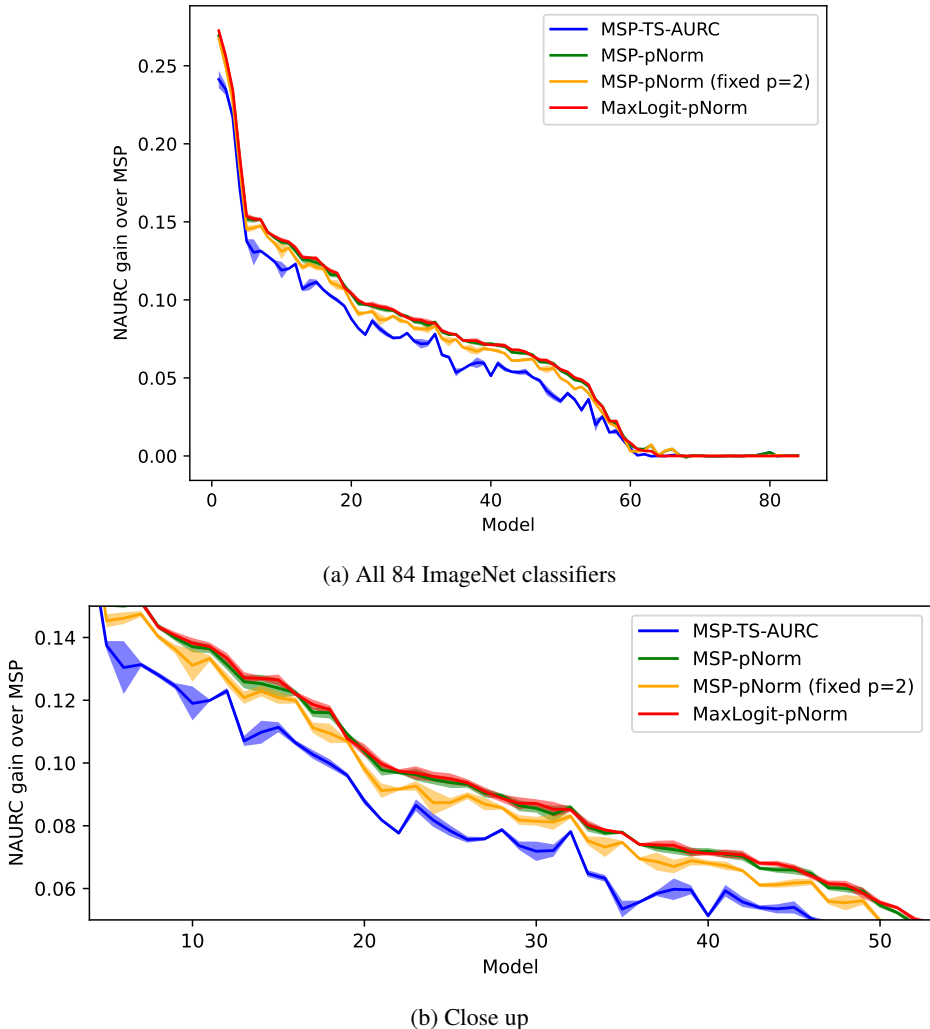 MSP-TS-AURC
MSP-pNorm
MSP-pNorm (fixed p=2)
MaxLogit-pNorm
NAURC gain over MSP
0.25
0.20
0.15
0.10
0.05
0.00
0 20 40 60 80
Model
(a) All 84 ImageNet classifiers
MSP-TS-AURC
MSP-pNorm
MSP-pNorm (fixed p=2)
MaxLogit-pNorm
NAURC gain over MSP
0.14
0.12
0.10
0.08
0.06
10 20 30 40 50
Model
(b) Close up